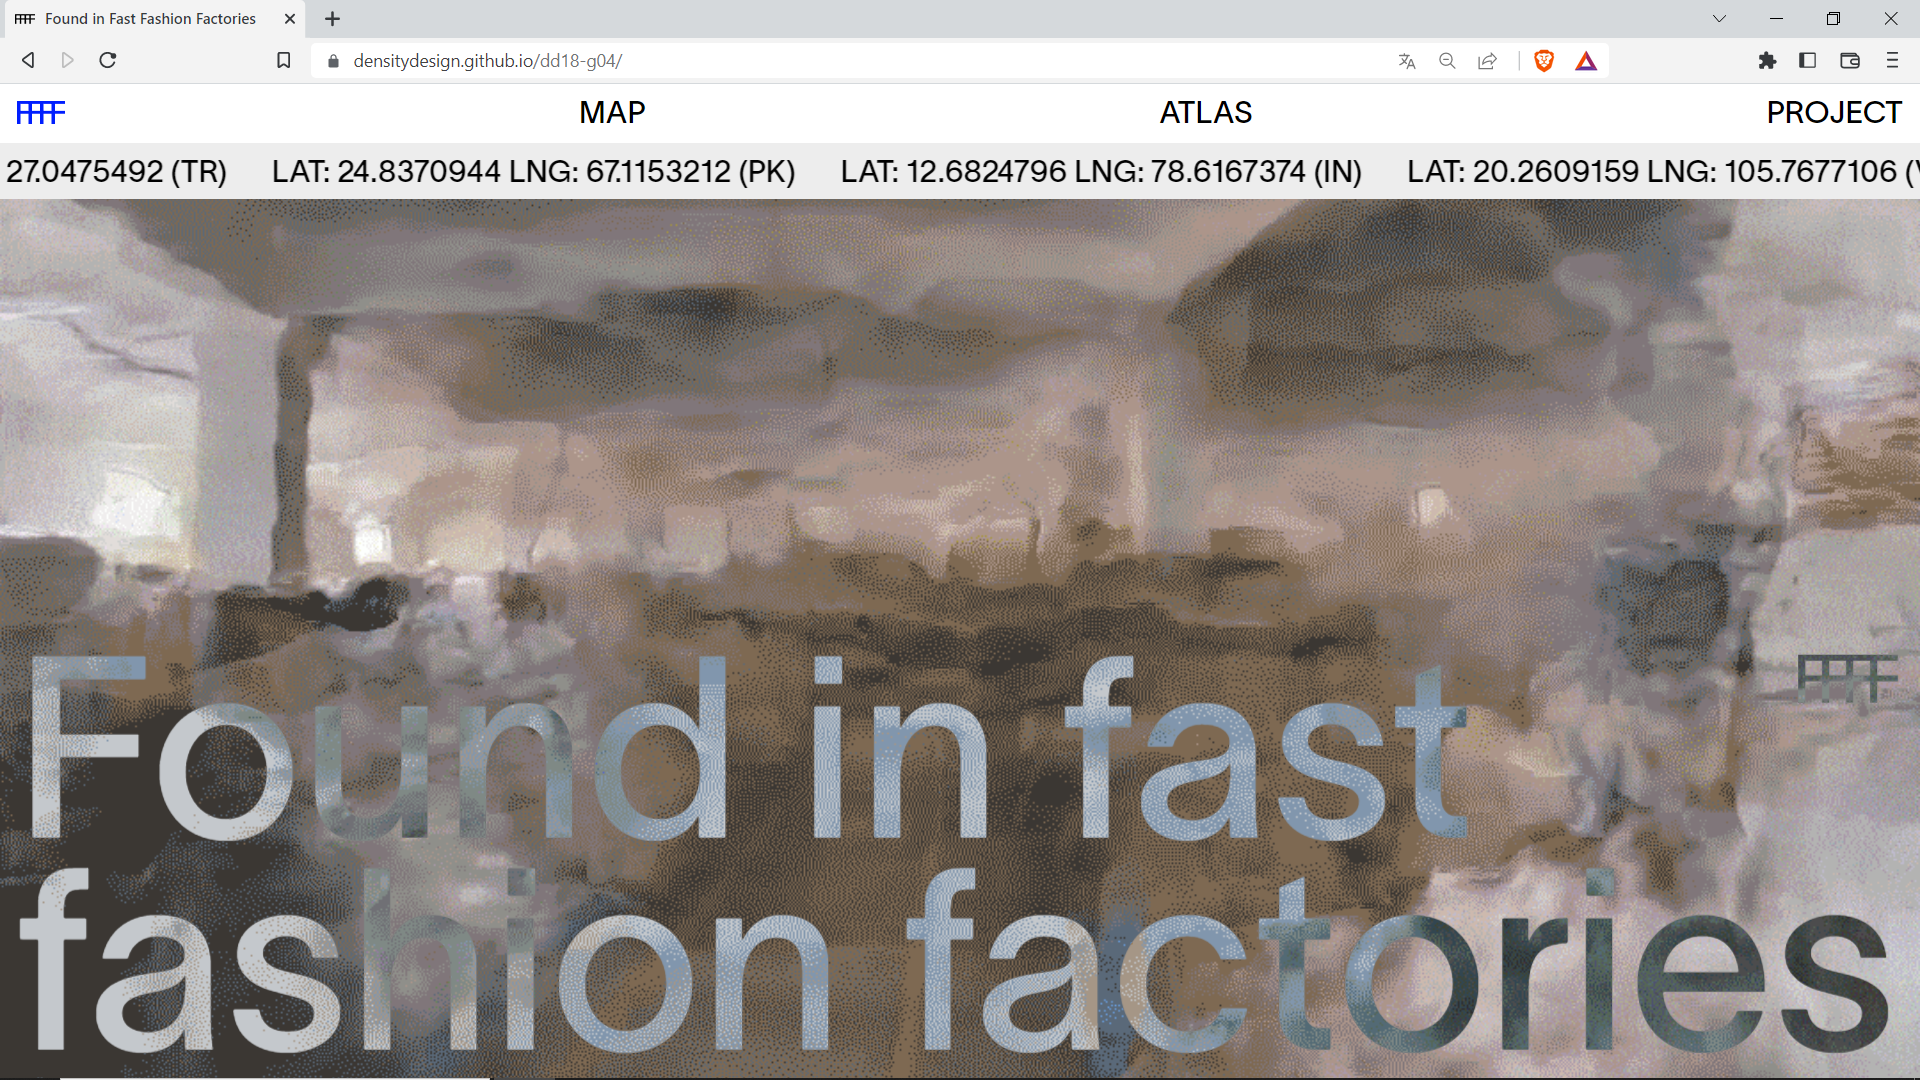 Found in Fast Fashion Factories
densitydesign.github.io/dd18-g04/
FFFF
MAP
ATLAS
PROJECT
27.0475492 (TR) LAT: 24.8370944 LNG: 67.1153212 (PK) LAT: 12.6824796 LNG: 78.6167374 (IN) LAT: 20.2609159 LNG: 105.7677106 (
Found in fast
fashion factories
FFFF